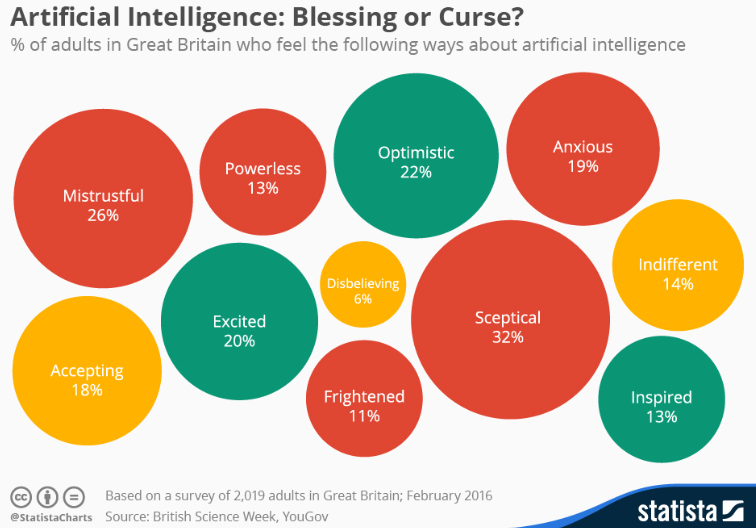 Artificial Intelligence: Blessing or Curse?
% of adults in Great Britain who feel the following ways about artificial intelligence
Mistrustful
26%
Powerless
13%
Optimistic
22%
Anxious
19%
Accepting
18%
Excited
20%
Disbelieving
6%
Frightened
11%
Sceptical
32%
Indifferent
14%
Inspired
13%
cc
@StatistaCharts
Based on a survey of 2,019 adults in Great Britain; February 2016
Source: British Science Week, YouGov
statista